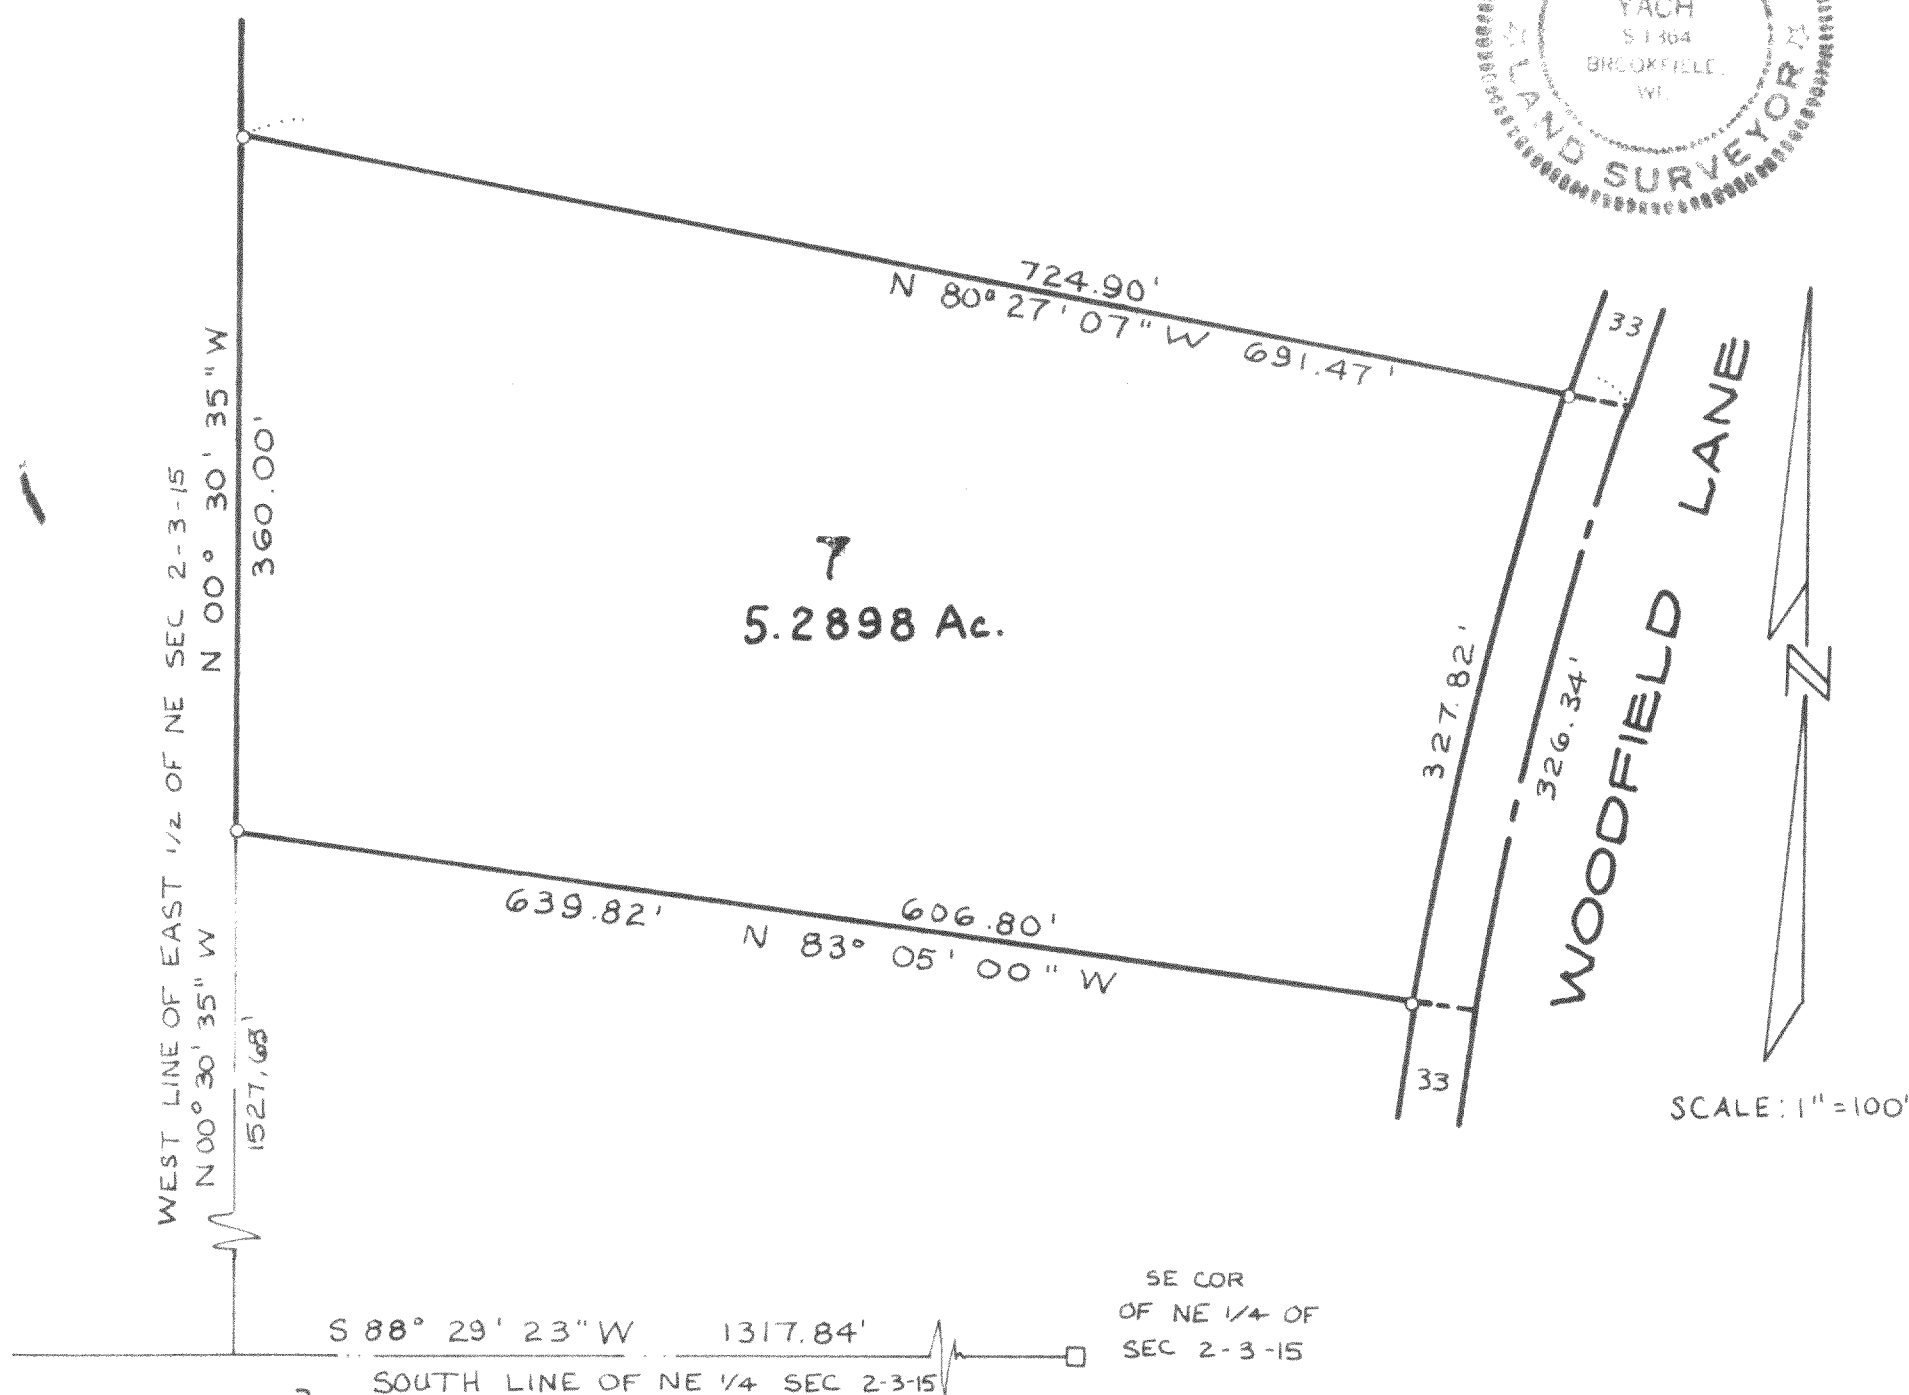 YACH
S 1364
BROOKFIELD,
WI.
LAND SURVEYOR
724.90'
N 80° 27' 07" W 691.47'
33
WOODFIELD LANE
N
WEST LINE OF EAST 1/2 OF NE SEC 2-3-15
N 00° 30' 35" W
360.00'
7
5.2898 Ac.
327.82'
326.34'
639.82' 606.80'
N 83° 05' 00" W
N 00° 30' 35" W
1527.68'
33
SCALE: 1" = 100'
SE COR
OF NE 1/4 OF
SEC 2-3-15
S 88° 29' 23" W 1317.84'
SOUTH LINE OF NE 1/4 SEC 2-3-15